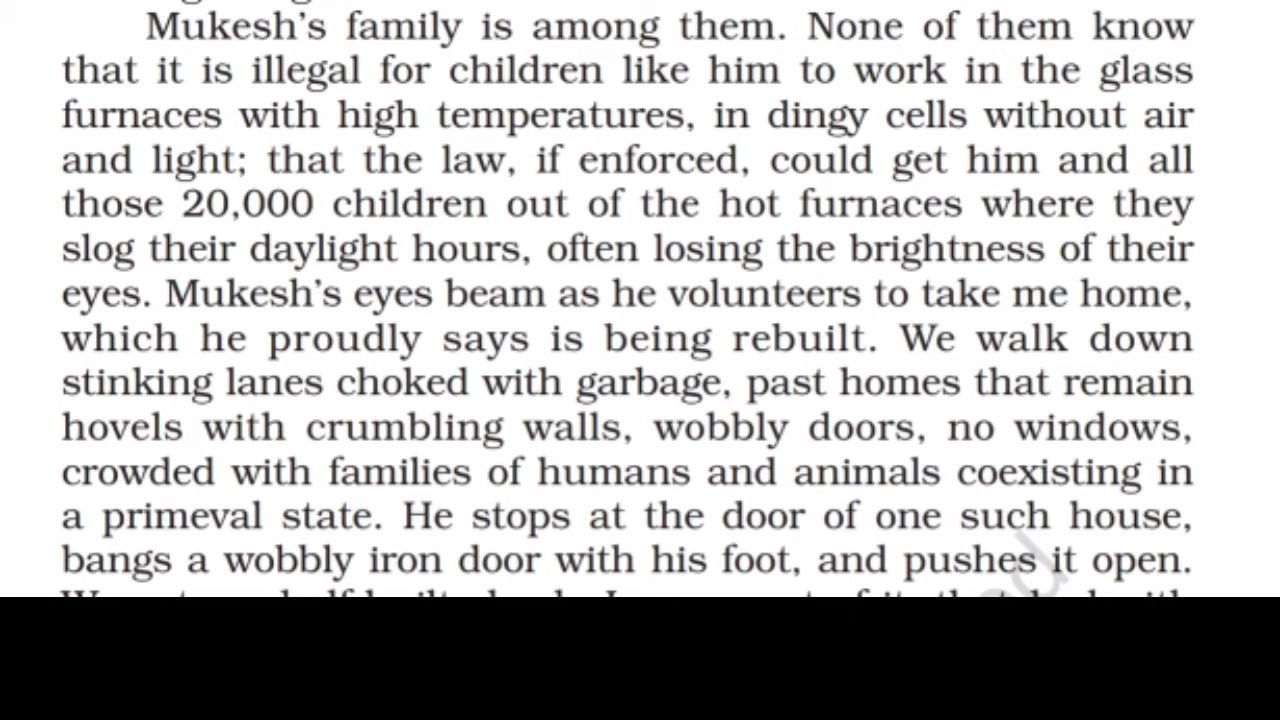 Mukesh's family is among them. None of them know
that it is illegal for children like him to work in the glass
furnaces with high temperatures, in dingy cells without air
and light; that the law, if enforced, could get him and all
those 20,000 children out of the hot furnaces where they
slog their daylight hours, often losing the brightness of their
eyes. Mukesh's eyes beam as he volunteers to take me home,
which he proudly says is being rebuilt. We walk down
stinking lanes choked with garbage, past homes that remain
hovels with crumbling walls, wobbly doors, no windows,
crowded with families of humans and animals coexisting in
a primeval state. He stops at the door of one such house,
bangs a wobbly iron door with his foot, and pushes it open.